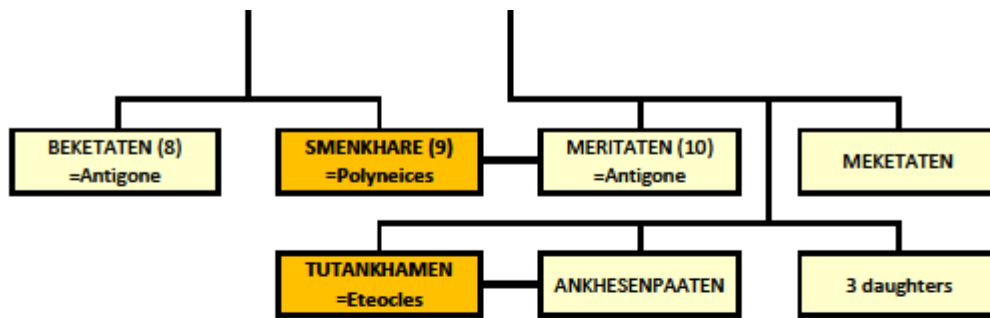 BEKETATEN (8)
=Antigone
SMENKHARE (9)
=Polyneices
MERITATEN (10)
=Antigone
MEKETATEN
TUTANKHAMEN
=Eteocles
ANKHESENPAATEN
3 daughters